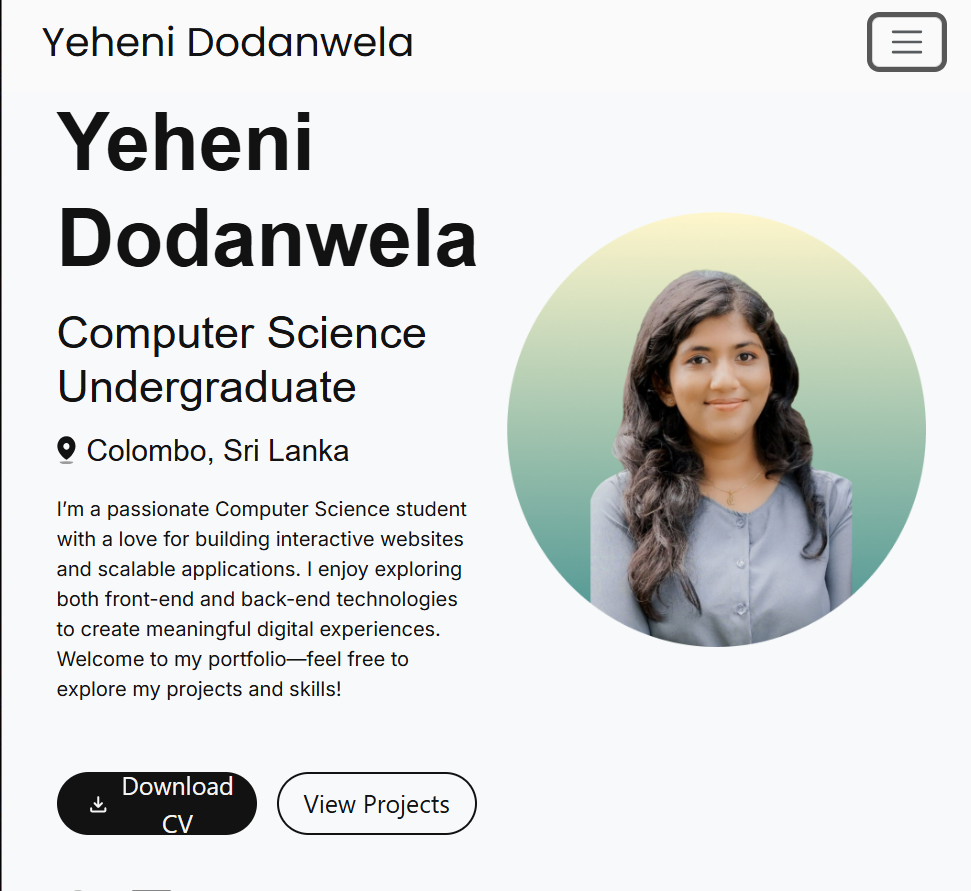 Yeheni Dodanwela
Yeheni
Dodanwela
Computer Science
Undergraduate
Colombo, Sri Lanka
I’m a passionate Computer Science student
with a love for building interactive websites
and scalable applications. I enjoy exploring
both front-end and back-end technologies
to create meaningful digital experiences.
Welcome to my portfolio—feel free to
explore my projects and skills!
Download
CV
View Projects